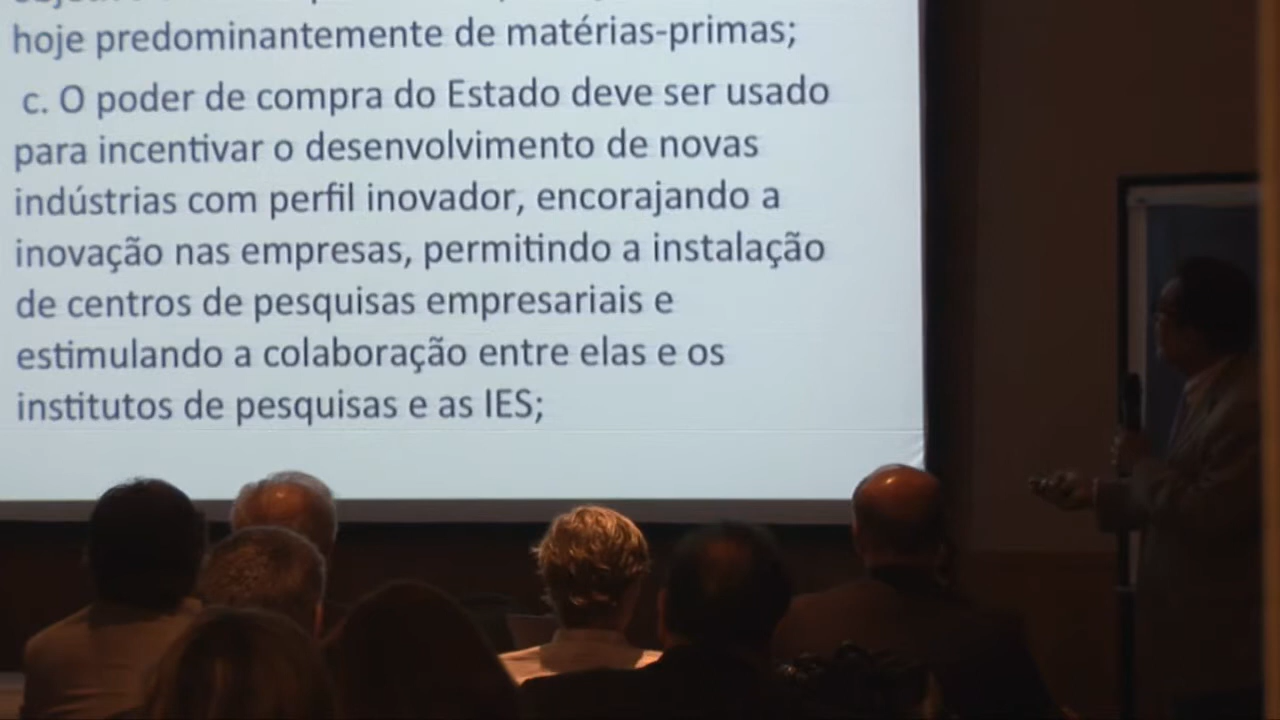 hoje predominantemente de matérias-primas;
c. O poder de compra do Estado deve ser usado
para incentivar o desenvolvimento de novas
indústrias com perfil inovador, encorajando a
inovação nas empresas, permitindo a instalação
de centros de pesquisas empresariais e
estimulando a colaboração entre elas e os
institutos de pesquisas e as IES;